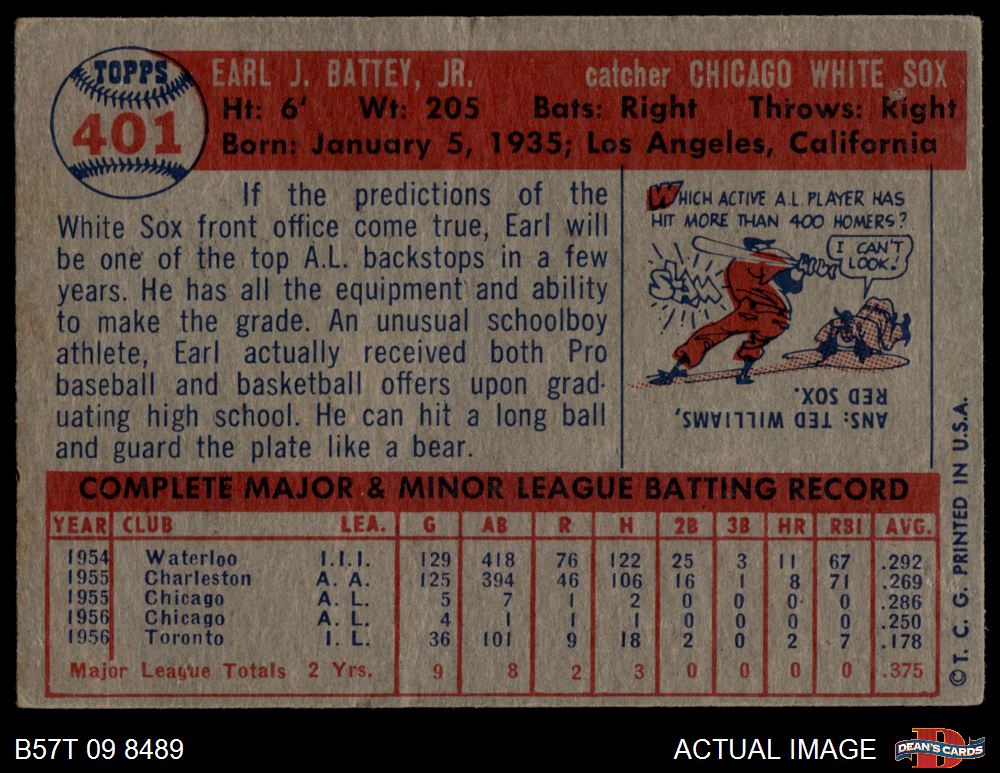 TOPPS
401
EARL J. BATTEY, JR. catcher CHICAGO WHITE SOX
Ht: 6' Wt: 205 Bats: Right Throws: Right
Born: January 5, 1935; Los Angeles, California
If the predictions of the
White Sox front office come true, Earl will
be one of the top A.L. backstops in a few
years. He has all the equipment and ability
to make the grade. An unusual schoolboy
athlete, Earl actually received both Pro
baseball and basketball offers upon grad-
uating high school. He can hit a long ball
and guard the plate like a bear.
WHICH ACTIVE A.L. PLAYER HAS
HIT MORE THAN 400 HOMERS?
I CAN'T
LOOK!
ANS: TED WILLIAMS,
RED SOX.
COMPLETE MAJOR & MINOR LEAGUE BATTING RECORD
YEAR CLUB LEA. G AB R H 2B 3B HR RBI AVG.
1954 Waterloo I.I.I. 129 418 76 122 25 3 11 67 .292
1955 Charleston A. A. 125 394 46 106 16 1 8 71 .269
1955 Chicago A. L. 5 7 1 2 0 0 0 0 .286
1956 Chicago A. L. 4 1 1 1 0 0 0 0 .250
1956 Toronto I. L. 36 101 9 18 2 0 2 7 .178
Major League Totals 2 Yrs. 9 8 2 3 0 0 0 0 .375
© T. C. G. PRINTED IN U.S.A.
B57T 09 8489
ACTUAL IMAGE
D
DEAN'S CARDS